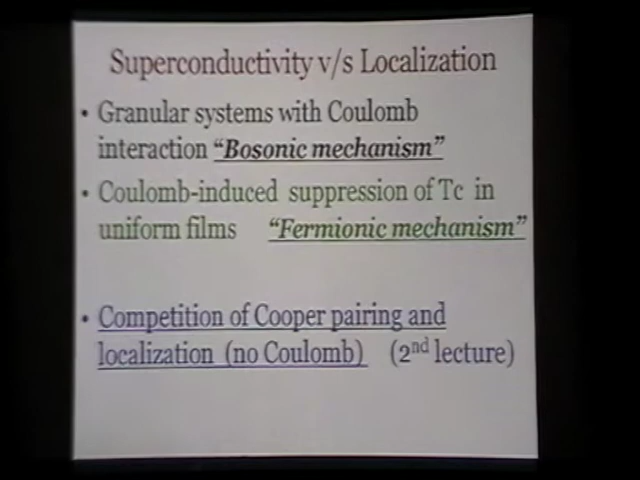 Superconductivity v/s Localization
• Granular systems with Coulomb
interaction “Bosonic mechanism”
• Coulomb-induced suppression of Tc in
uniform films “Fermionic mechanism”
• Competition of Cooper pairing and
localization (no Coulomb) (2nd lecture)